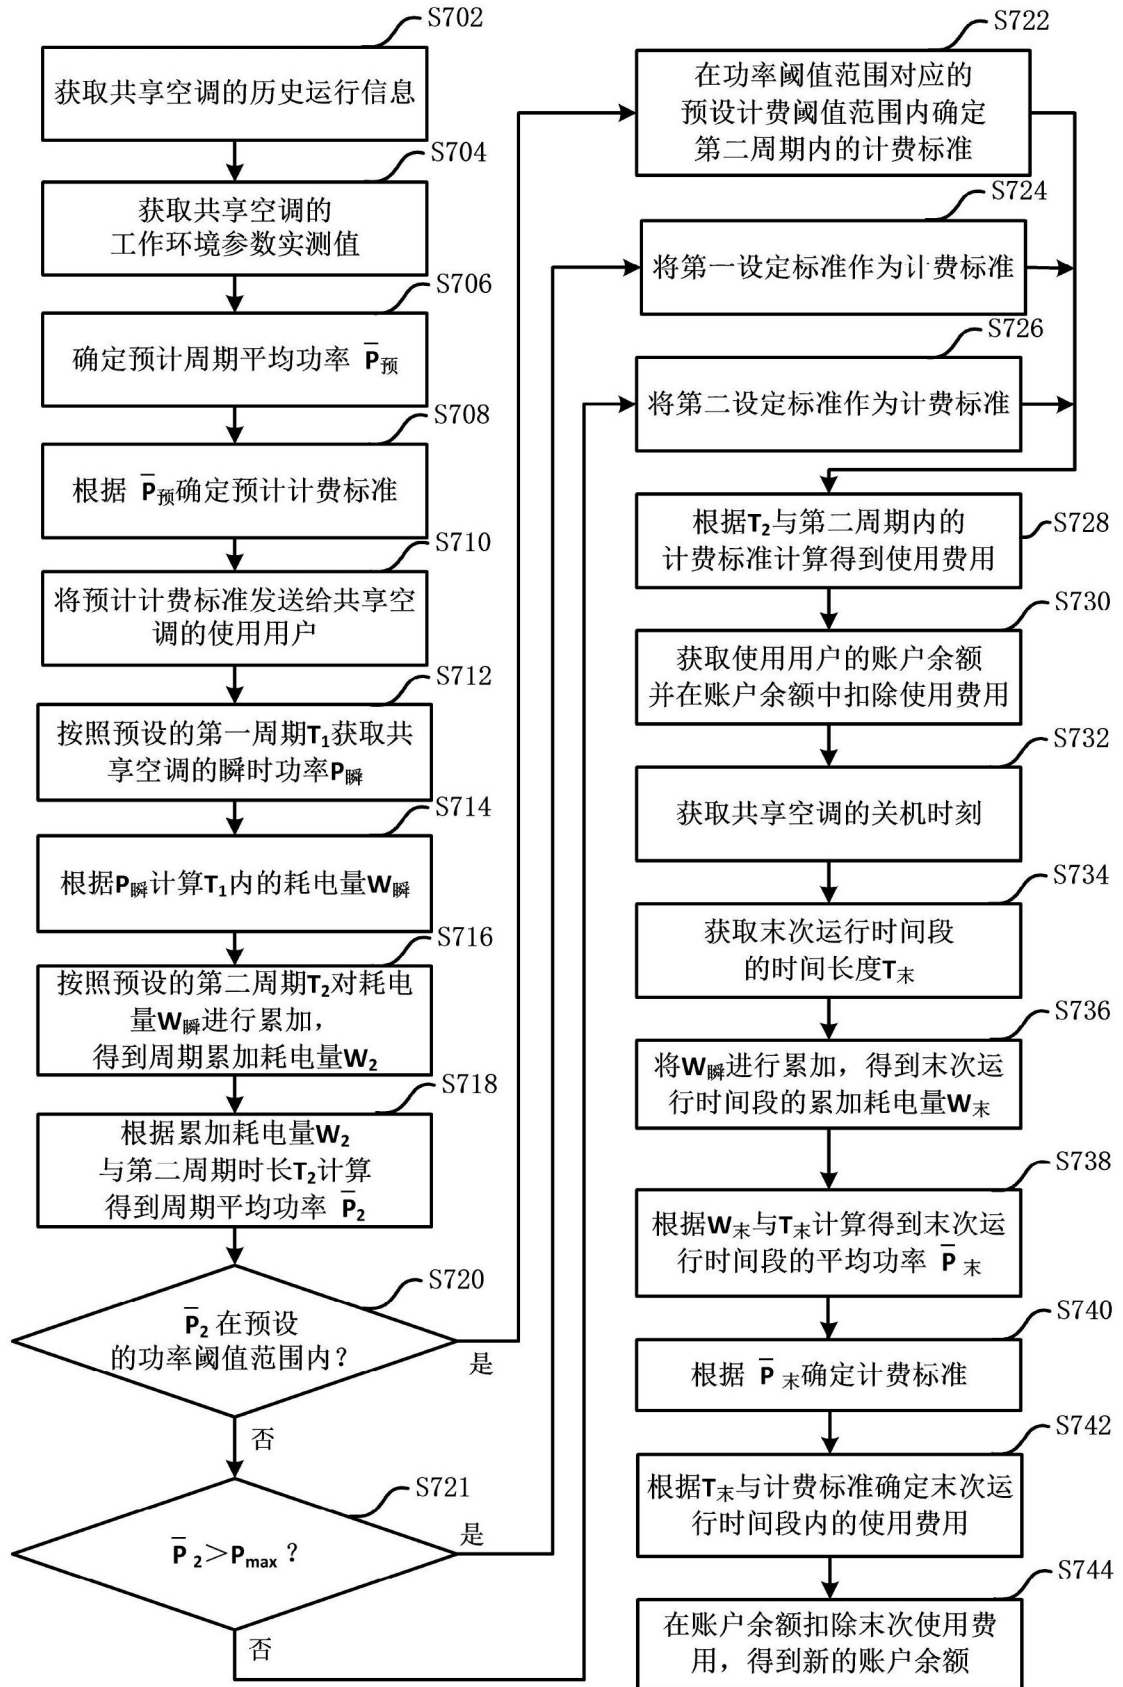 S702
获取共享空调的历史运行信息
S704
获取共享空调的
工作环境参数实测值
S706
确定预计周期平均功率 P̅预
S708
根据 P̅预确定预计计费标准
S710
将预计计费标准发送给共享空
调的使用用户
S712
按照预设的第一周期T₁获取共
享空调的瞬时功率P瞬
S714
根据P瞬计算T₁内的耗电量W瞬
S716
按照预设的第二周期T₂对耗电
量W瞬进行累加，
得到周期累加耗电量W₂
S718
根据累加耗电量W₂
与第二周期时长T₂计算
得到周期平均功率 P̅₂
S720
P̅₂ 在预设
的功率阈值范围内？
是
否
S721
P̅ ₂＞Pmax ？
是
否
S722
在功率阈值范围对应的
预设计费阈值范围内确定
第二周期内的计费标准
S724
将第一设定标准作为计费标准
S726
将第二设定标准作为计费标准
S728
根据T₂与第二周期内的
计费标准计算得到使用费用
S730
获取使用用户的账户余额
并在账户余额中扣除使用费用
S732
获取共享空调的关机时刻
S734
获取末次运行时间段
的时间长度T末
S736
将W瞬进行累加，得到末次运
行时间段的累加耗电量W末
S738
根据W末与T末计算得到末次运
行时间段的平均功率 P̅ 末
S740
根据 P̅ 末确定计费标准
S742
根据T末与计费标准确定末次运
行时间段内的使用费用
S744
在账户余额扣除末次使用费
用，得到新的账户余额